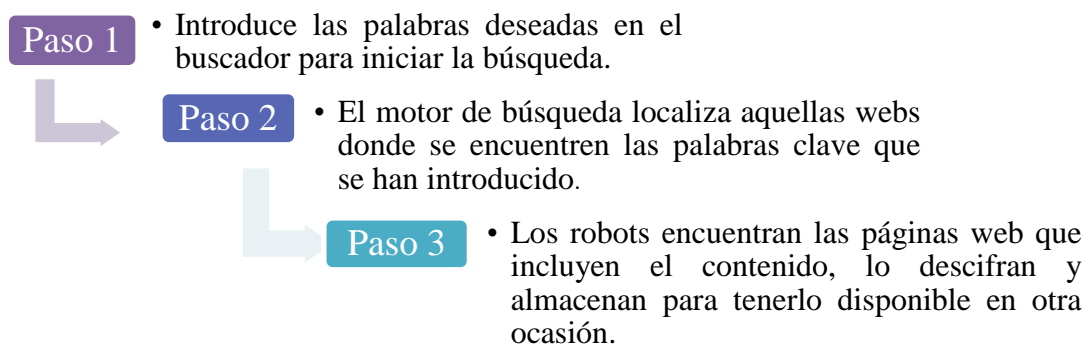 Paso 1
• Introduce las palabras deseadas en el
buscador para iniciar la búsqueda.
Paso 2
• El motor de búsqueda localiza aquellas webs
donde se encuentren las palabras clave que
se han introducido.
Paso 3
• Los robots encuentran las páginas web que
incluyen el contenido, lo descifran y
almacenan para tenerlo disponible en otra
ocasión.